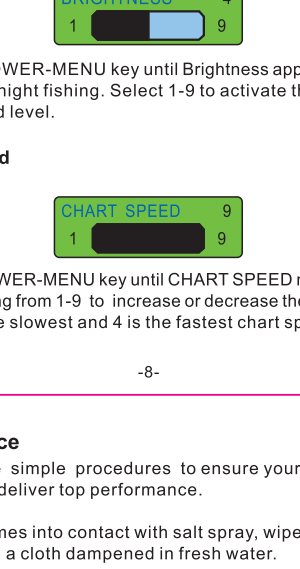 BRIGHTNESS 4
1 9
OWER-MENU key until Brightness app
night fishing. Select 1-9 to activate th
d level.
d
CHART SPEED 9
1 9
WER-MENU key until CHART SPEED
ng from 1-9 to increase or decrease the
e slowest and 4 is the fastest chart sp
-8-
ce
simple procedures to ensure your
deliver top performance.
mes into contact with salt spray, wipe
a cloth dampened in fresh water.